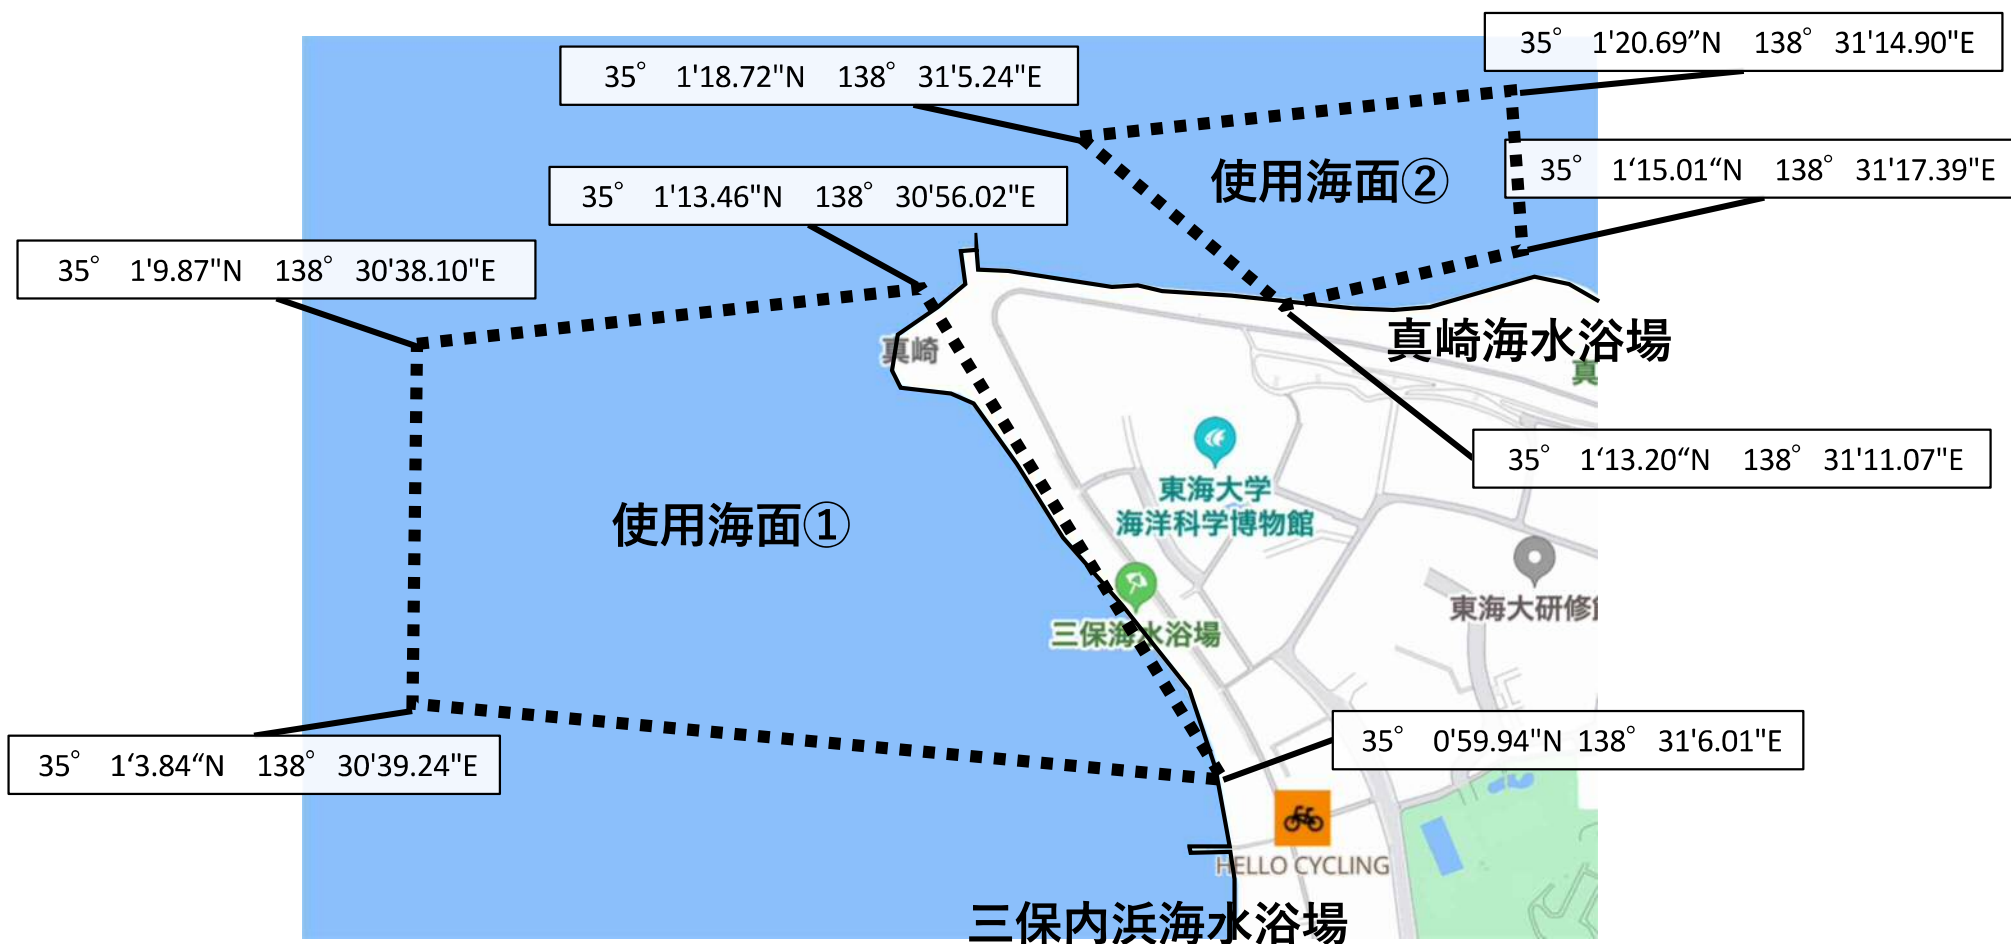 35° 1'20.69”N 138° 31'14.90"E
35° 1'18.72"N 138° 31'5.24"E
35° 1‘15.01“N 138° 31'17.39"E
使用海面②
35° 1'13.46"N 138° 30'56.02"E
35° 1'9.87"N 138° 30'38.10"E
真崎海水浴場
真崎
真
35° 1‘13.20“N 138° 31'11.07"E
東海大学
海洋科学博物館
使用海面①
東海大研修
三保海水浴場
35° 0'59.94"N 138° 31'6.01"E
35° 1‘3.84“N 138° 30'39.24"E
HELLO CYCLING
三保内浜海水浴場